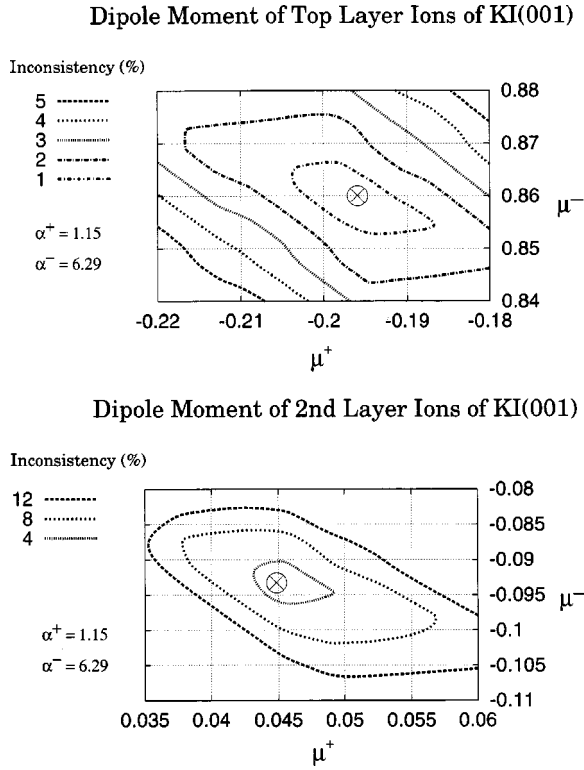 Dipole Moment of Top Layer Ions of KI(001)
Inconsistency (%)
5
4
3
2
1
α⁺ = 1.15
α⁻ = 6.29
0.88
0.87
0.86
0.85
0.84
μ⁻
-0.22 -0.21 -0.2 -0.19 -0.18
μ⁺
Dipole Moment of 2nd Layer Ions of KI(001)
Inconsistency (%)
12
8
4
α⁺ = 1.15
α⁻ = 6.29
-0.08
-0.085
-0.09
-0.095
-0.1
-0.105
-0.11
μ⁻
0.035 0.04 0.045 0.05 0.055 0.06
μ⁺